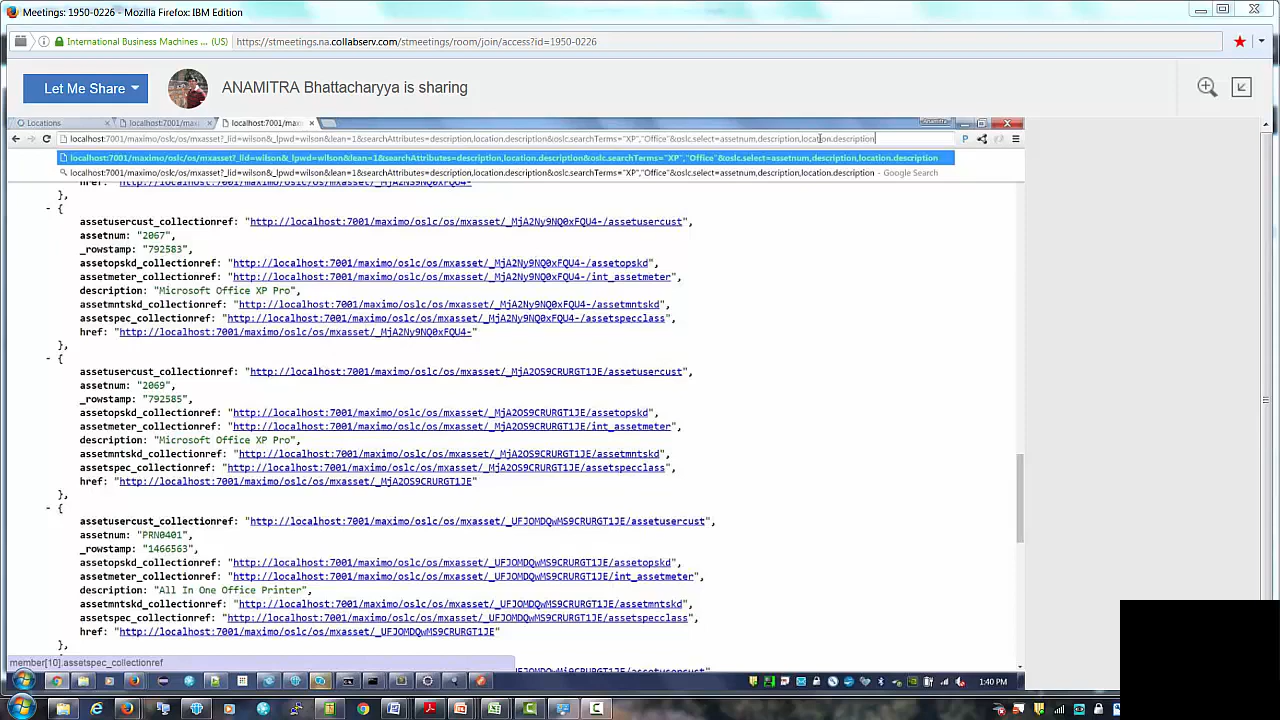 Meetings: 1950-0226 - Mozilla Firefox: IBM Edition
International Business Machines ... (US)
https://stmeetings.na.collabserv.com/stmeetings/room/join/access?id=1950-0226
Let Me Share
ANAMITRA Bhattacharyya is sharing
Locations
localhost:7001/maximo/
localhost:7001/maximo/
localhost:7001/maximo/oslc/os/mxasset?_lid=wilson&_lpwd=wilson&lean=1&searchAttributes=description,location.description&oslc.searchTerms="XP","Office"&oslc.select=assetnum,description,location.description
localhost:7001/maximo/oslc/os/mxasset?_lid=wilson&_lpwd=wilson&lean=1&searchAttributes=description,location.description&oslc.searchTerms="XP","Office"&oslc.select=assetnum,description,location.description
localhost:7001/maximo/oslc/os/mxasset?_lid=wilson&_lpwd=wilson&lean=1&searchAttributes=description,location.description&oslc.searchTerms="XP","Office"&oslc.select=assetnum,description,location.description - Google Search
},
- {
assetusercust_collectionref: "http://localhost:7001/maximo/oslc/os/mxasset/_MjA2Ny9NQ0xFQU4-/assetusercust",
assetnum: "2067",
_rowstamp: "792583",
assetopskd_collectionref: "http://localhost:7001/maximo/oslc/os/mxasset/_MjA2Ny9NQ0xFQU4-/assetopskd",
assetmeter_collectionref: "http://localhost:7001/maximo/oslc/os/mxasset/_MjA2Ny9NQ0xFQU4-/int_assetmeter",
description: "Microsoft Office XP Pro",
assetmntskd_collectionref: "http://localhost:7001/maximo/oslc/os/mxasset/_MjA2Ny9NQ0xFQU4-/assetmntskd",
assetspec_collectionref: "http://localhost:7001/maximo/oslc/os/mxasset/_MjA2Ny9NQ0xFQU4-/assetspecclass",
href: "http://localhost:7001/maximo/oslc/os/mxasset/_MjA2Ny9NQ0xFQU4-"
},
- {
assetusercust_collectionref: "http://localhost:7001/maximo/oslc/os/mxasset/_MjA2OS9CRURGT1JE/assetusercust",
assetnum: "2069",
_rowstamp: "792585",
assetopskd_collectionref: "http://localhost:7001/maximo/oslc/os/mxasset/_MjA2OS9CRURGT1JE/assetopskd",
assetmeter_collectionref: "http://localhost:7001/maximo/oslc/os/mxasset/_MjA2OS9CRURGT1JE/int_assetmeter",
description: "Microsoft Office XP Pro",
assetmntskd_collectionref: "http://localhost:7001/maximo/oslc/os/mxasset/_MjA2OS9CRURGT1JE/assetmntskd",
assetspec_collectionref: "http://localhost:7001/maximo/oslc/os/mxasset/_MjA2OS9CRURGT1JE/assetspecclass",
href: "http://localhost:7001/maximo/oslc/os/mxasset/_MjA2OS9CRURGT1JE"
},
- {
assetusercust_collectionref: "http://localhost:7001/maximo/oslc/os/mxasset/_UFJOMDQwMS9CRURGT1JE/assetusercust",
assetnum: "PRN0401",
_rowstamp: "1466563",
assetopskd_collectionref: "http://localhost:7001/maximo/oslc/os/mxasset/_UFJOMDQwMS9CRURGT1JE/assetopskd",
assetmeter_collectionref: "http://localhost:7001/maximo/oslc/os/mxasset/_UFJOMDQwMS9CRURGT1JE/int_assetmeter",
description: "All In One Office Printer",
assetmntskd_collectionref: "http://localhost:7001/maximo/oslc/os/mxasset/_UFJOMDQwMS9CRURGT1JE/assetmntskd",
assetspec_collectionref: "http://localhost:7001/maximo/oslc/os/mxasset/_UFJOMDQwMS9CRURGT1JE/assetspecclass",
href: "http://localhost:7001/maximo/oslc/os/mxasset/_UFJOMDQwMS9CRURGT1JE"
},
member[10].assetspec_collectionref
1:40 PM